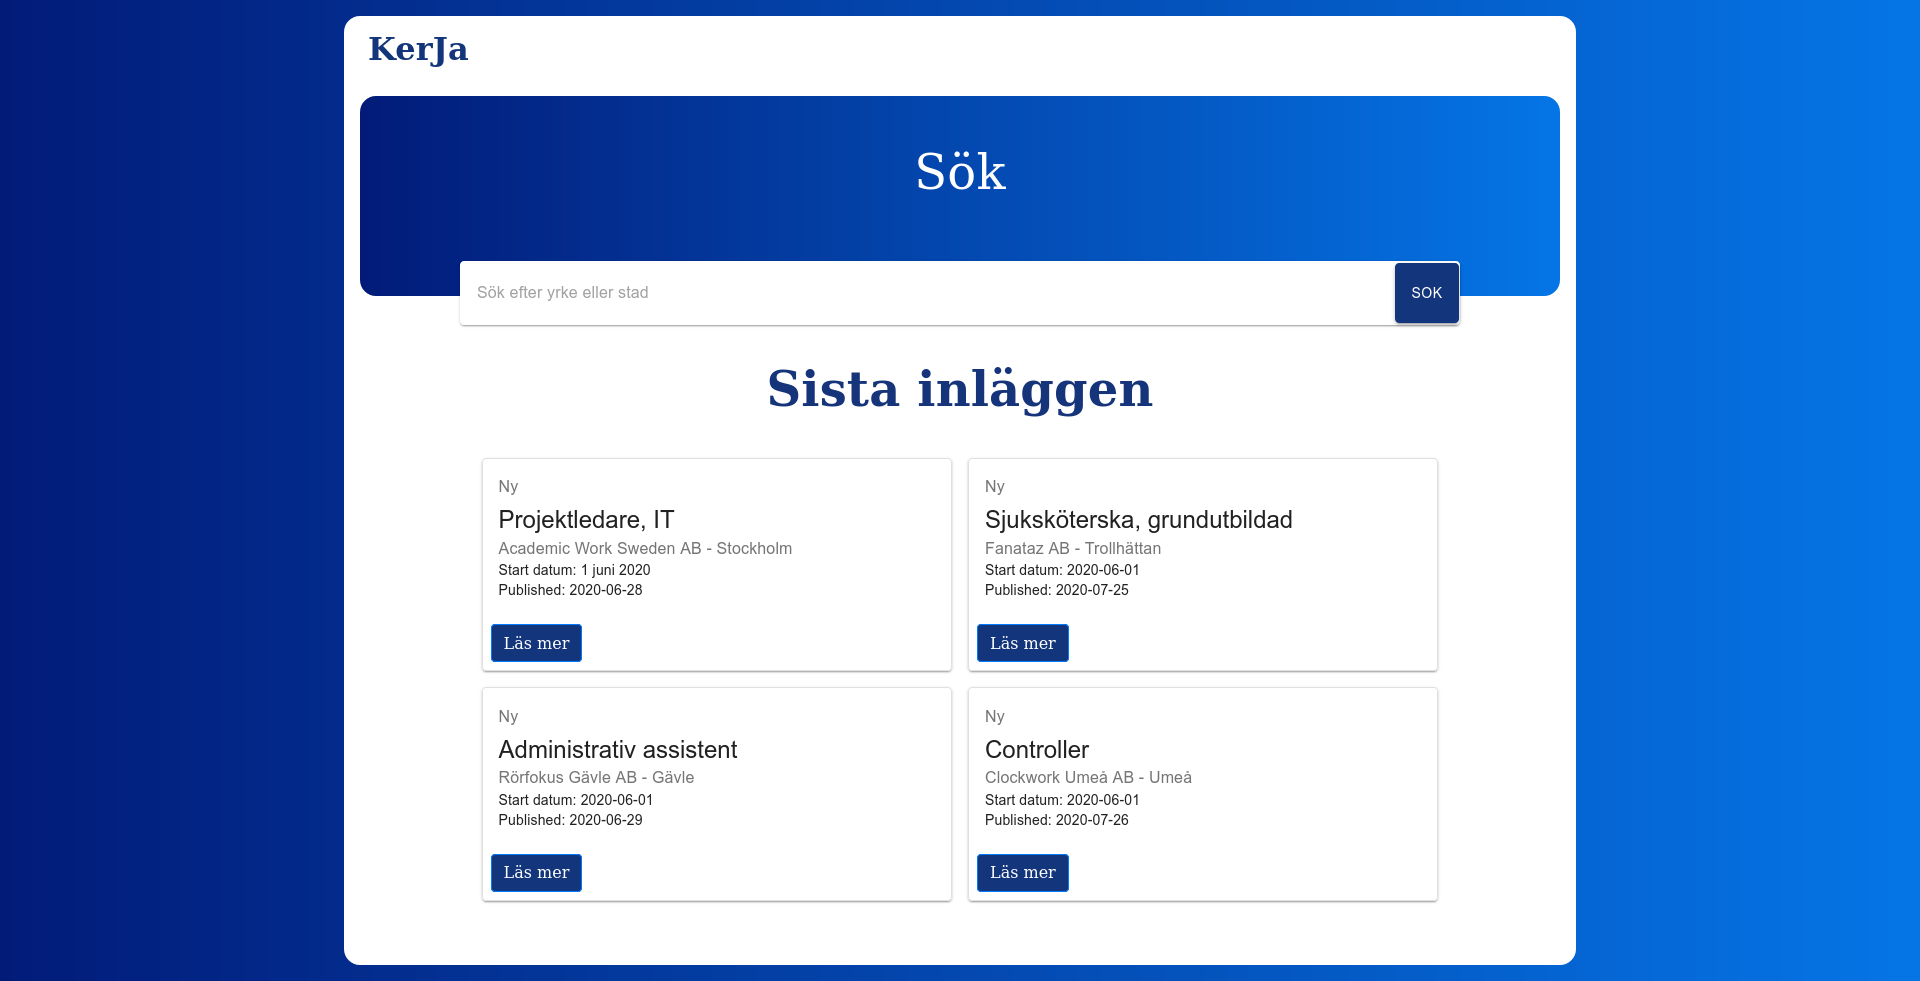 KerJa
Sök
Sök efter yrke eller stad
SOK
Sista inläggen
Ny
Projektledare, IT
Academic Work Sweden AB - Stockholm
Start datum: 1 juni 2020
Published: 2020-06-28
Läs mer
Ny
Sjuksköterska, grundutbildad
Fanataz AB - Trollhättan
Start datum: 2020-06-01
Published: 2020-07-25
Läs mer
Ny
Administrativ assistent
Rörfokus Gävle AB - Gävle
Start datum: 2020-06-01
Published: 2020-06-29
Läs mer
Ny
Controller
Clockwork Umeå AB - Umeå
Start datum: 2020-06-01
Published: 2020-07-26
Läs mer